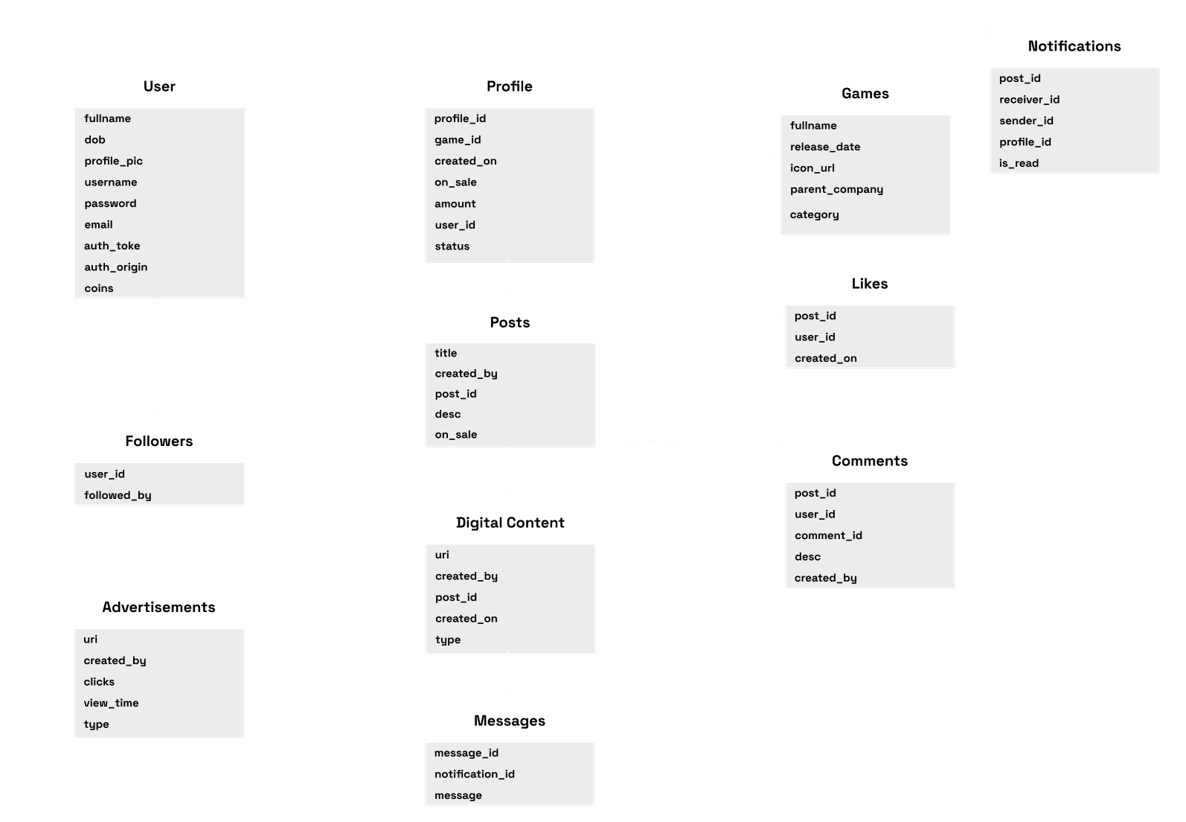 User
fullname
dob
profile_pic
username
password
email
auth_toke
auth_origin
coins
Followers
user_id
followed_by
Advertisements
uri
created_by
clicks
view_time
type
Profile
profile_id
game_id
created_on
on_sale
amount
user_id
status
Posts
title
created_by
post_id
desc
on_sale
Digital Content
uri
created_by
post_id
created_on
type
Messages
message_id
notification_id
message
Games
fullname
release_date
icon_url
parent_company
category
Likes
post_id
user_id
created_on
Comments
post_id
user_id
comment_id
desc
created_by
Notifications
post_id
receiver_id
sender_id
profile_id
is_read